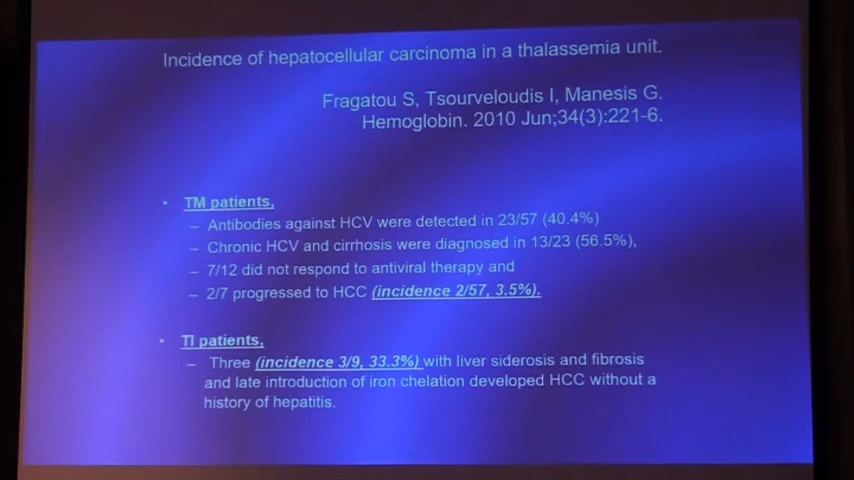 Incidence of hepatocellular carcinoma in a thalassemia unit.
Fragatou S, Tsourveloudis I, Manesis G.
Hemoglobin. 2010 Jun;34(3):221-6.
• TM patients,
– Antibodies against HCV were detected in 23/57 (40.4%)
– Chronic HCV and cirrhosis were diagnosed in 13/23 (56.5%),
– 7/12 did not respond to antiviral therapy and
– 2/7 progressed to HCC (incidence 2/57, 3.5%).
• TI patients,
– Three (incidence 3/9, 33.3%) with liver siderosis and fibrosis
and late introduction of iron chelation developed HCC without a
history of hepatitis.